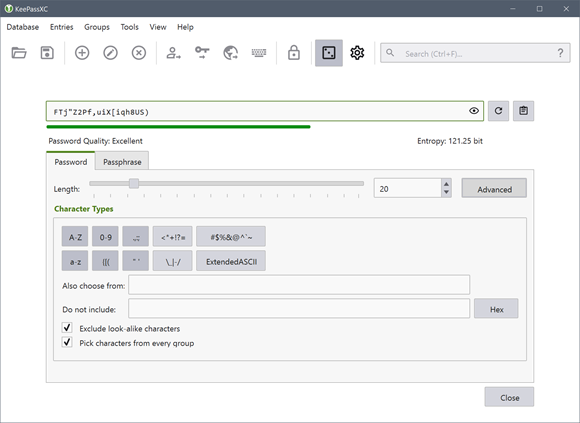 KeePassXC
Database Entries Groups Tools View Help
Search (Ctrl+F)... ?
FTj"Z2Pf,uiX[iqh8US)
Password Quality: Excellent Entropy: 121.25 bit
Password Passphrase
Length: 20 Advanced
Character Types
A-Z 0-9 .,:; <*+!?= #$%&@^`~
a-z {[( " ' \_|-/ ExtendedASCII
Also choose from:
Do not include: Hex
Exclude look-alike characters
Pick characters from every group
Close